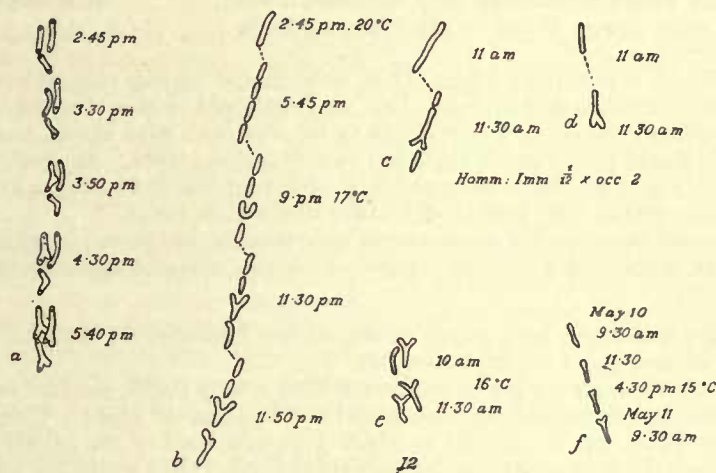 2·45 pm
3·30 pm
3·50 pm
4·30 pm
5·40 pm
a
2·45 pm. 20°C
5·45 pm
9·pm 17°C.
11·30 pm
11·50 pm
b
11 am
11·30 am
c
11 am
d 11·30 am
Homm: Imm 1/12 x occ 2
10 am
16°C
11·30 am
e
May 10
9·30 am
11·30
4·30 pm 15°C
May 11
9·30 am
f
12